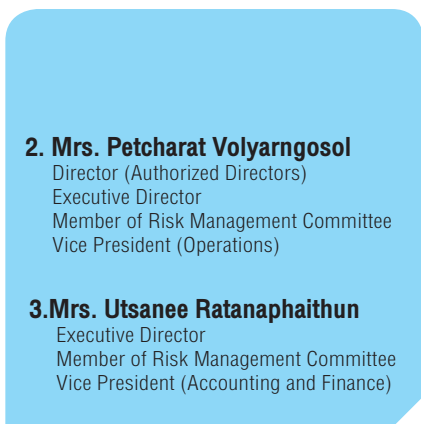 2. Mrs. Petcharat Volyarngosol
Director (Authorized Directors)
Executive Director
Member of Risk Management Committee
Vice President (Operations)
3.Mrs. Utsanee Ratanaphaithun
Executive Director
Member of Risk Management Committee
Vice President (Accounting and Finance)